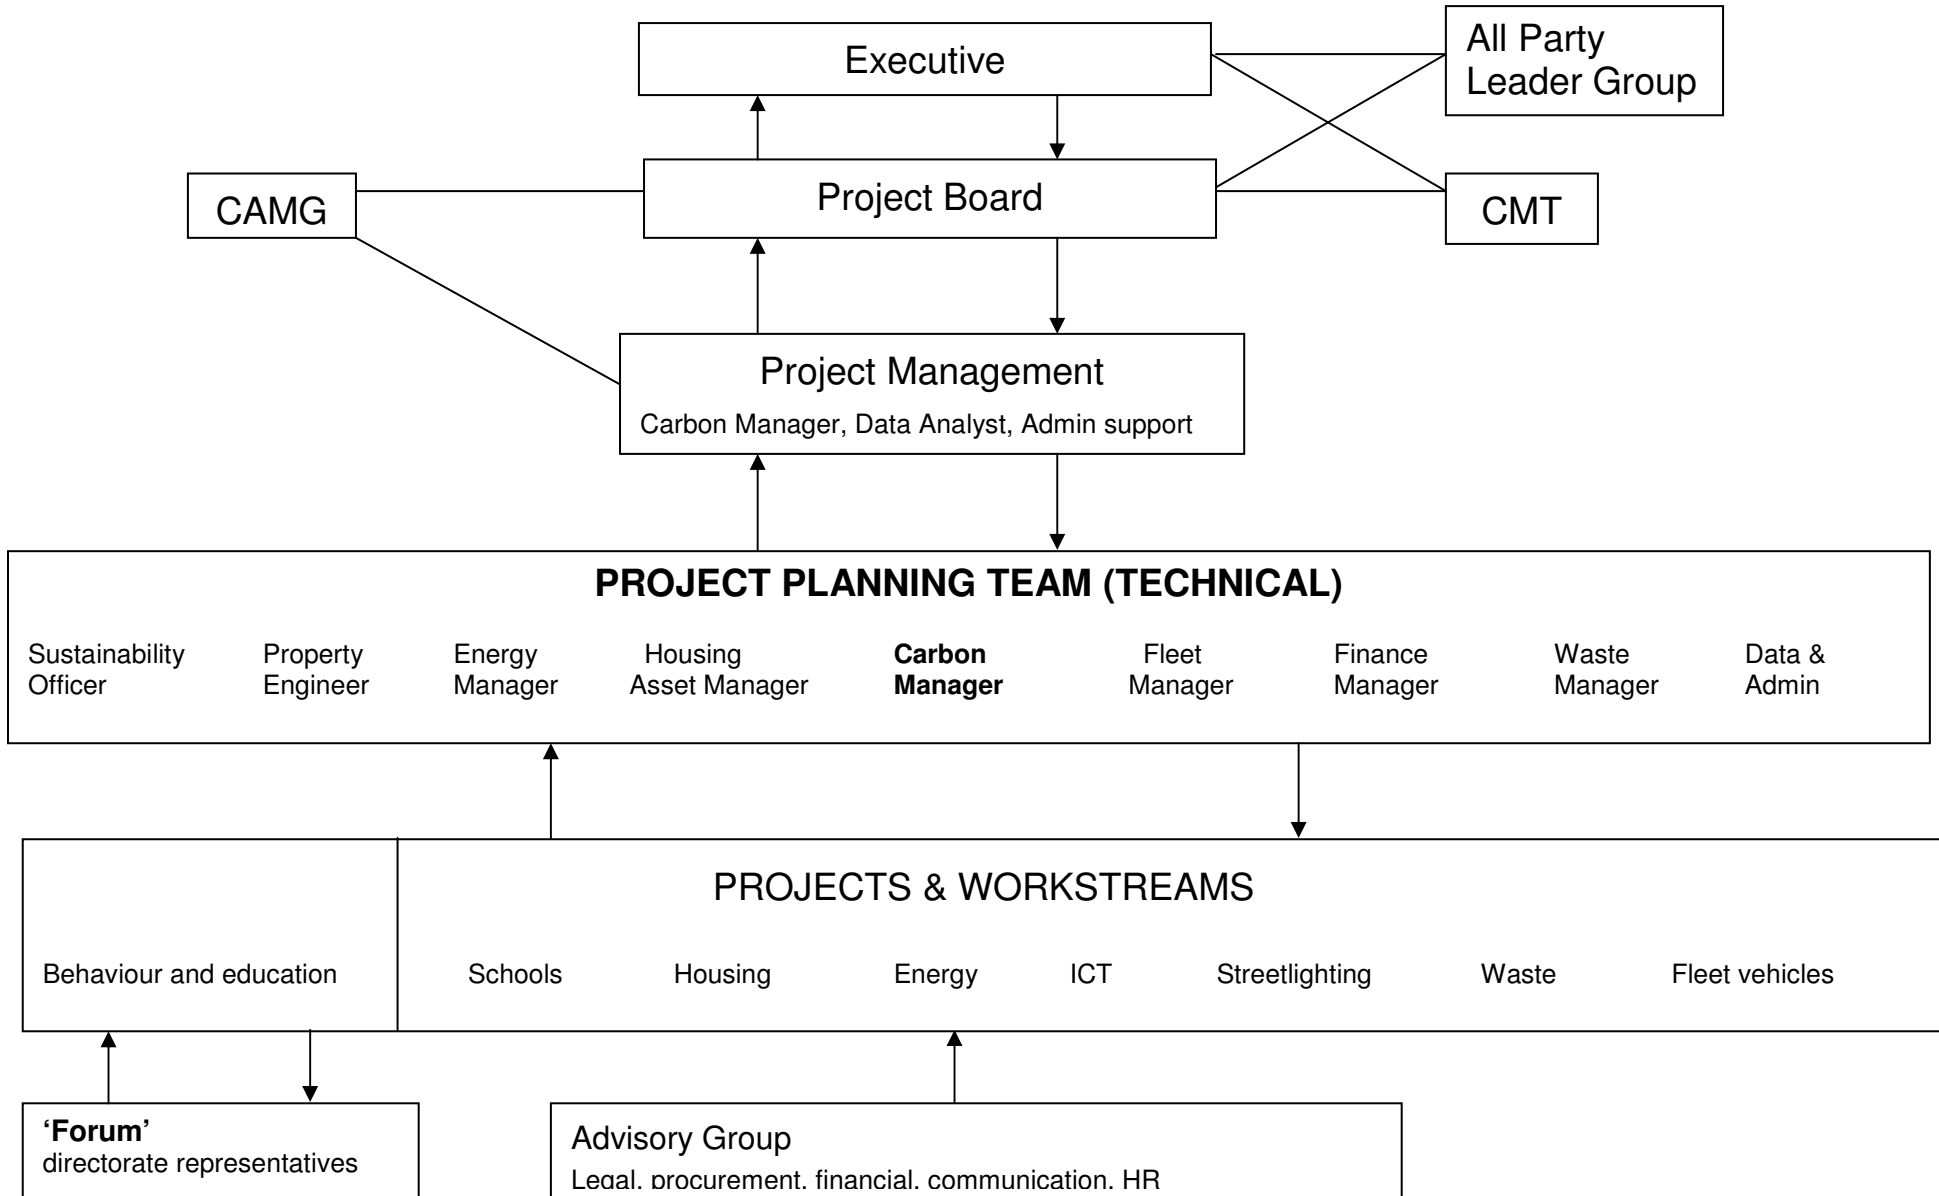 Executive
All Party
Leader Group
CAMG
Project Board
CMT
Project Management
Carbon Manager, Data Analyst, Admin support
PROJECT PLANNING TEAM (TECHNICAL)
Sustainability
Officer
Property
Engineer
Energy
Manager
Housing
Asset Manager
Carbon
Manager
Fleet
Manager
Finance
Manager
Waste
Manager
Data &
Admin
PROJECTS & WORKSTREAMS
Behaviour and education
Schools
Housing
Energy
ICT
Streetlighting
Waste
Fleet vehicles
‘Forum’
directorate representatives
Advisory Group
Legal, procurement, financial, communication, HR